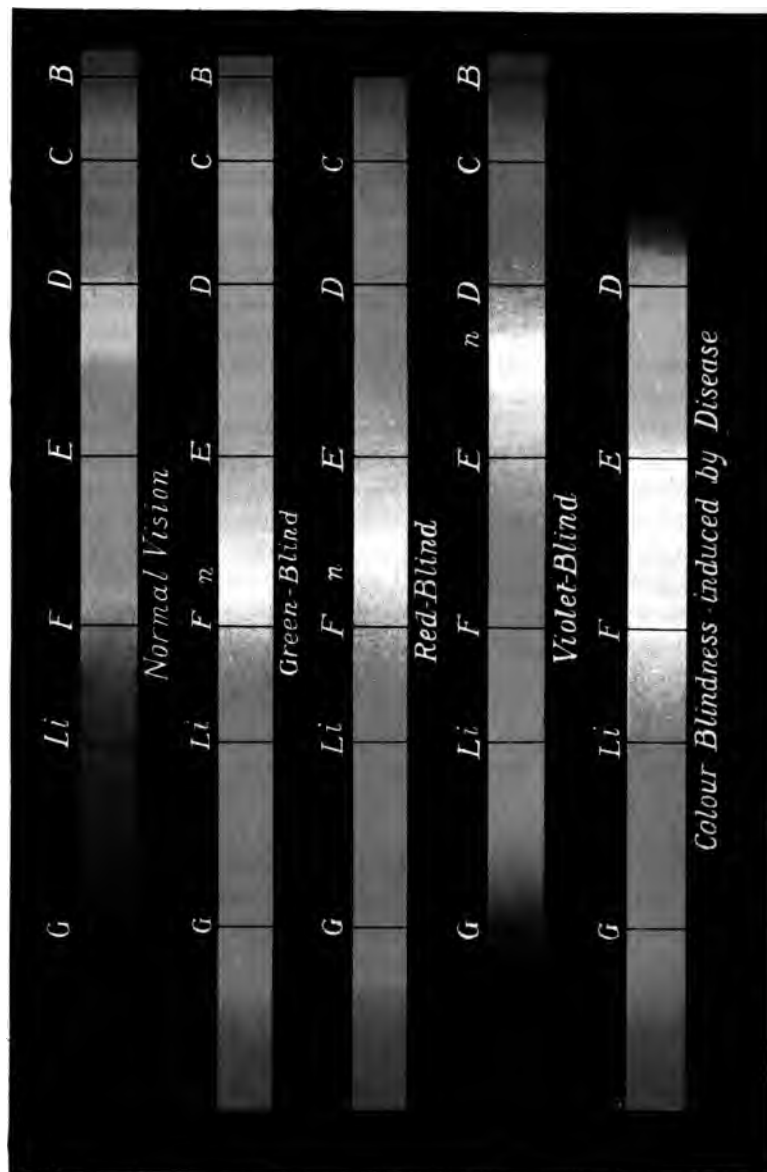 G Li F E D C B
Normal Vision
G Li F n E D C B
Green-Blind
G Li F n E D C
Red-Blind
G Li F E n D C B
Violet-Blind
G Li F E D
Colour Blindness induced by Disease